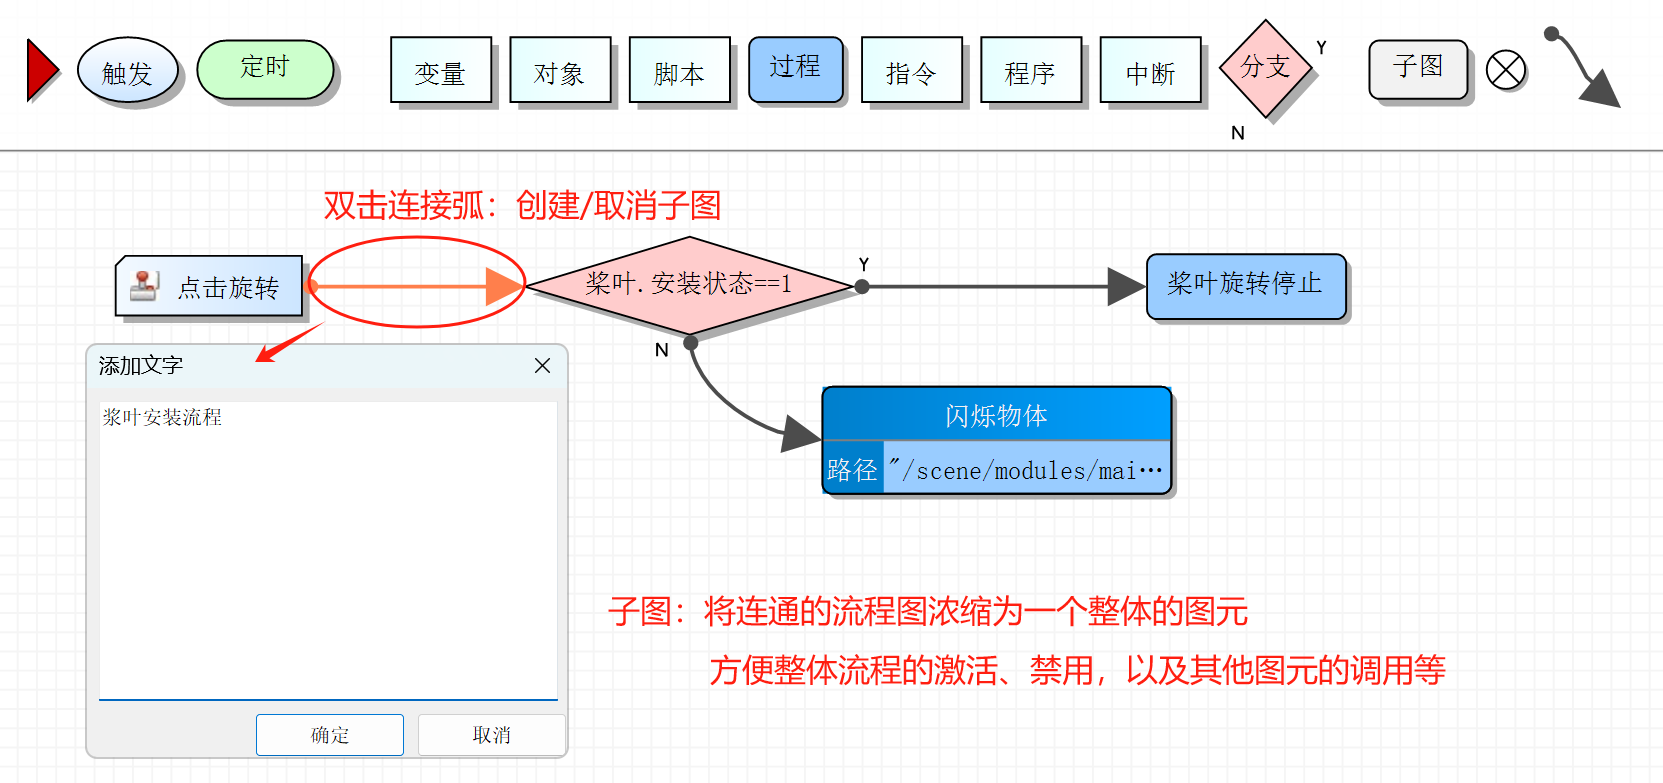 触发
定时
变量
对象
脚本
过程
指令
程序
中断
分支
Y
N
子图
双击连接弧：创建/取消子图
点击旋转
桨叶.安装状态==1
Y
N
桨叶旋转停止
添加文字
浆叶安装流程
闪烁物体
路径 "/scene/modules/mai…
子图：将连通的流程图浓缩为一个整体的图元
方便整体流程的激活、禁用，以及其他图元的调用等
确定
取消